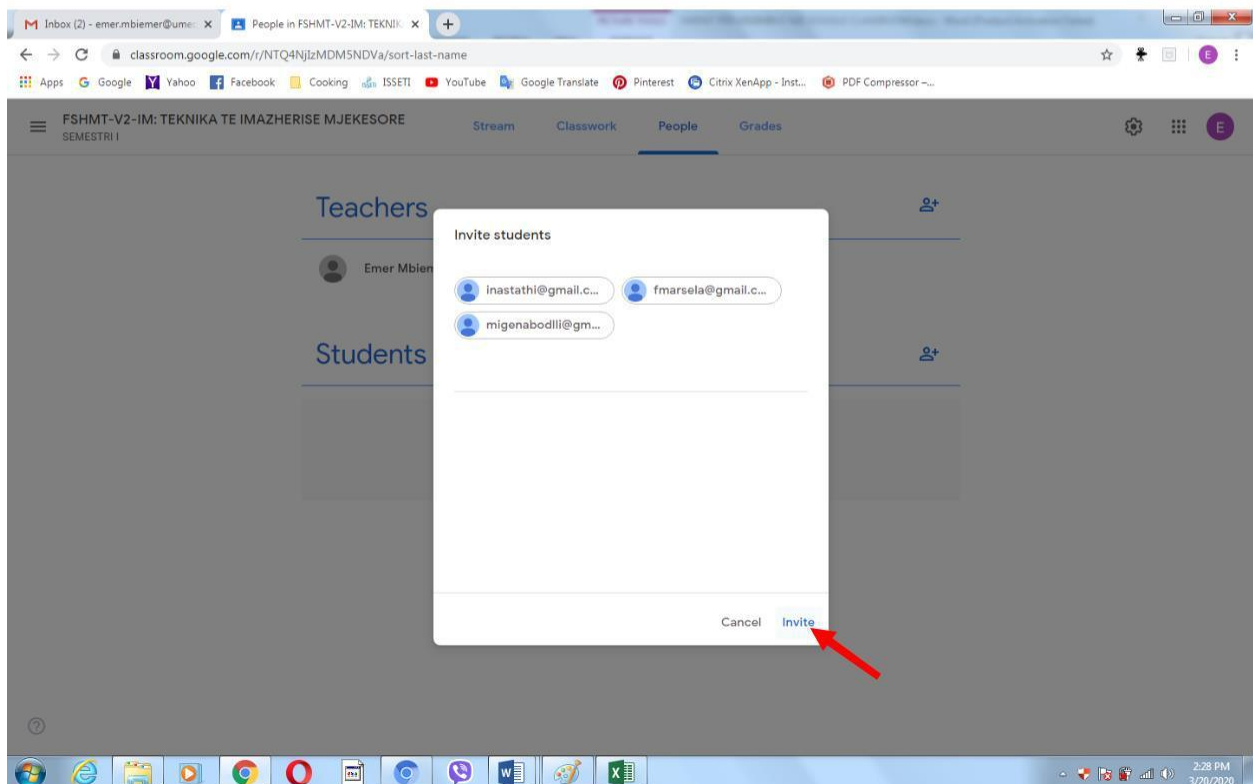 Inbox (2) - emer.mbiemer@ume
People in FSHMT-V2-IM: TEKNIK
classroom.google.com/r/NTQ4NjIzMDM5NDVa/sort-last-name
E
Apps Google Yahoo Facebook Cooking ISSETI YouTube Google Translate Pinterest Citrix XenApp - Inst... PDF Compressor –...
FSHMT-V2-IM: TEKNIKA TE IMAZHERISE MJEKESORE
SEMESTRI I
Stream Classwork People Grades
E
Teachers
Emer Mbiem
Students
Invite students
inastathi@gmail.c... fmarsela@gmail.c...
migenabodlli@gm...
Cancel Invite
2:28 PM
3/20/2020